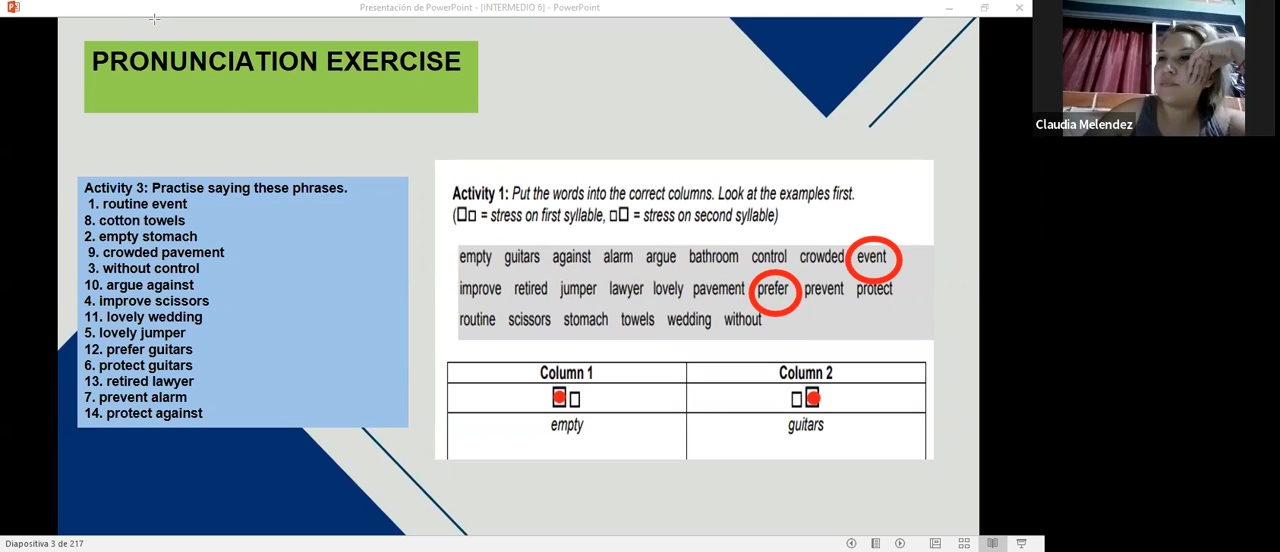 Presentación de PowerPoint - [INTERMEDIO 6] - PowerPoint
PRONUNCIATION EXERCISE
Claudia Melendez
Activity 3: Practise saying these phrases.
1. routine event
8. cotton towels
2. empty stomach
9. crowded pavement
3. without control
10. argue against
4. improve scissors
11. lovely wedding
5. lovely jumper
12. prefer guitars
6. protect guitars
13. retired lawyer
7. prevent alarm
14. protect against
Activity 1: Put the words into the correct columns. Look at the examples first.
(□□ = stress on first syllable, □□ = stress on second syllable)
empty guitars against alarm argue bathroom control crowded event
improve retired jumper lawyer lovely pavement prefer prevent protect
routine scissors stomach towels wedding without
Column 1 Column 2
empty guitars
Diapositiva 3 de 217